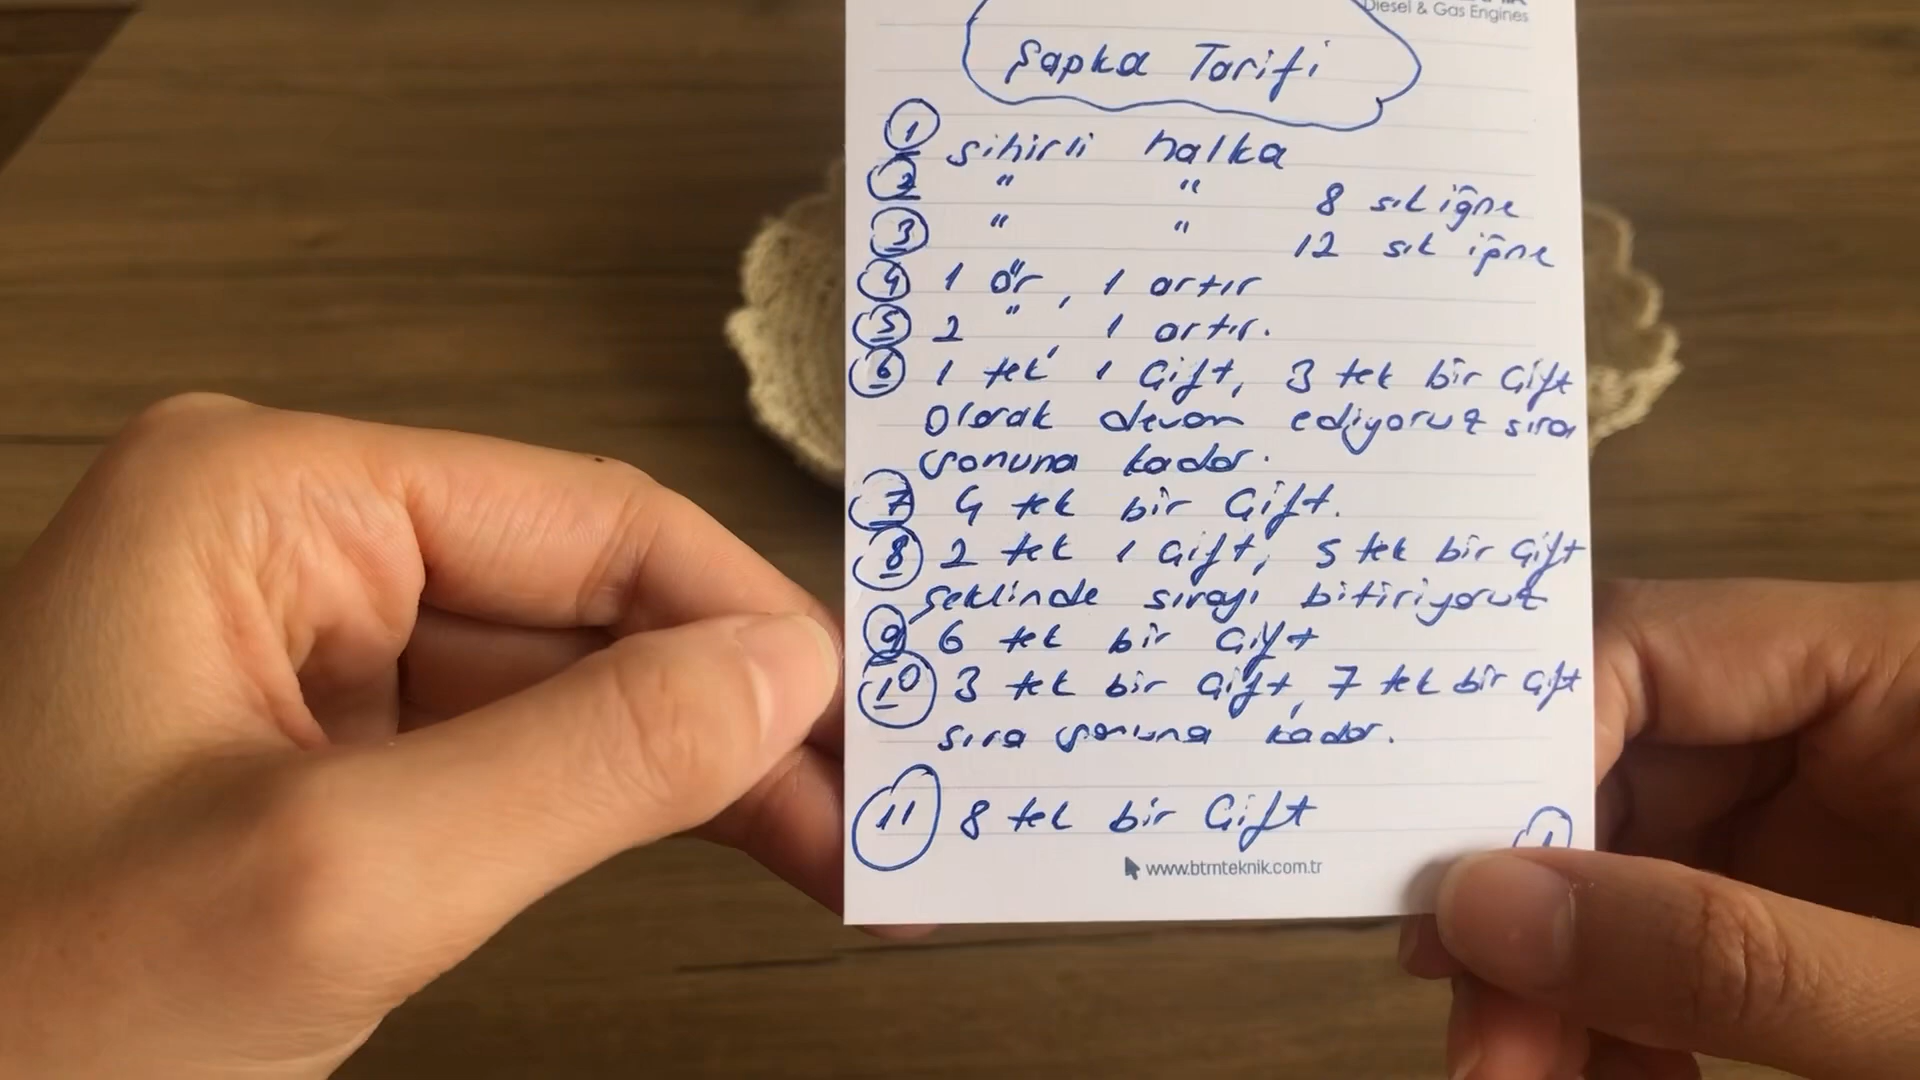 Diesel & Gas Engines
Şapka Tarifi
1 sihirli halka
2 " " 8 sık iğne
3 " " 12 sık iğne
4 1 ör, 1 artır
5 2 ", 1 artır.
6 1 tek 1 Çift, 3 tek bir Çift
olarak devam ediyoruz sıra
sonuna kadar.
7 4 tek bir Çift.
8 2 tek 1 Çift, 5 tek bir Çift
şeklinde sırayı bitiriyoruz
9 6 tek bir Çift
10 3 tek bir Çift, 7 tek bir Çift
sıra sonuna kadar.
11 8 tek bir Çift
1
www.btmteknik.com.tr